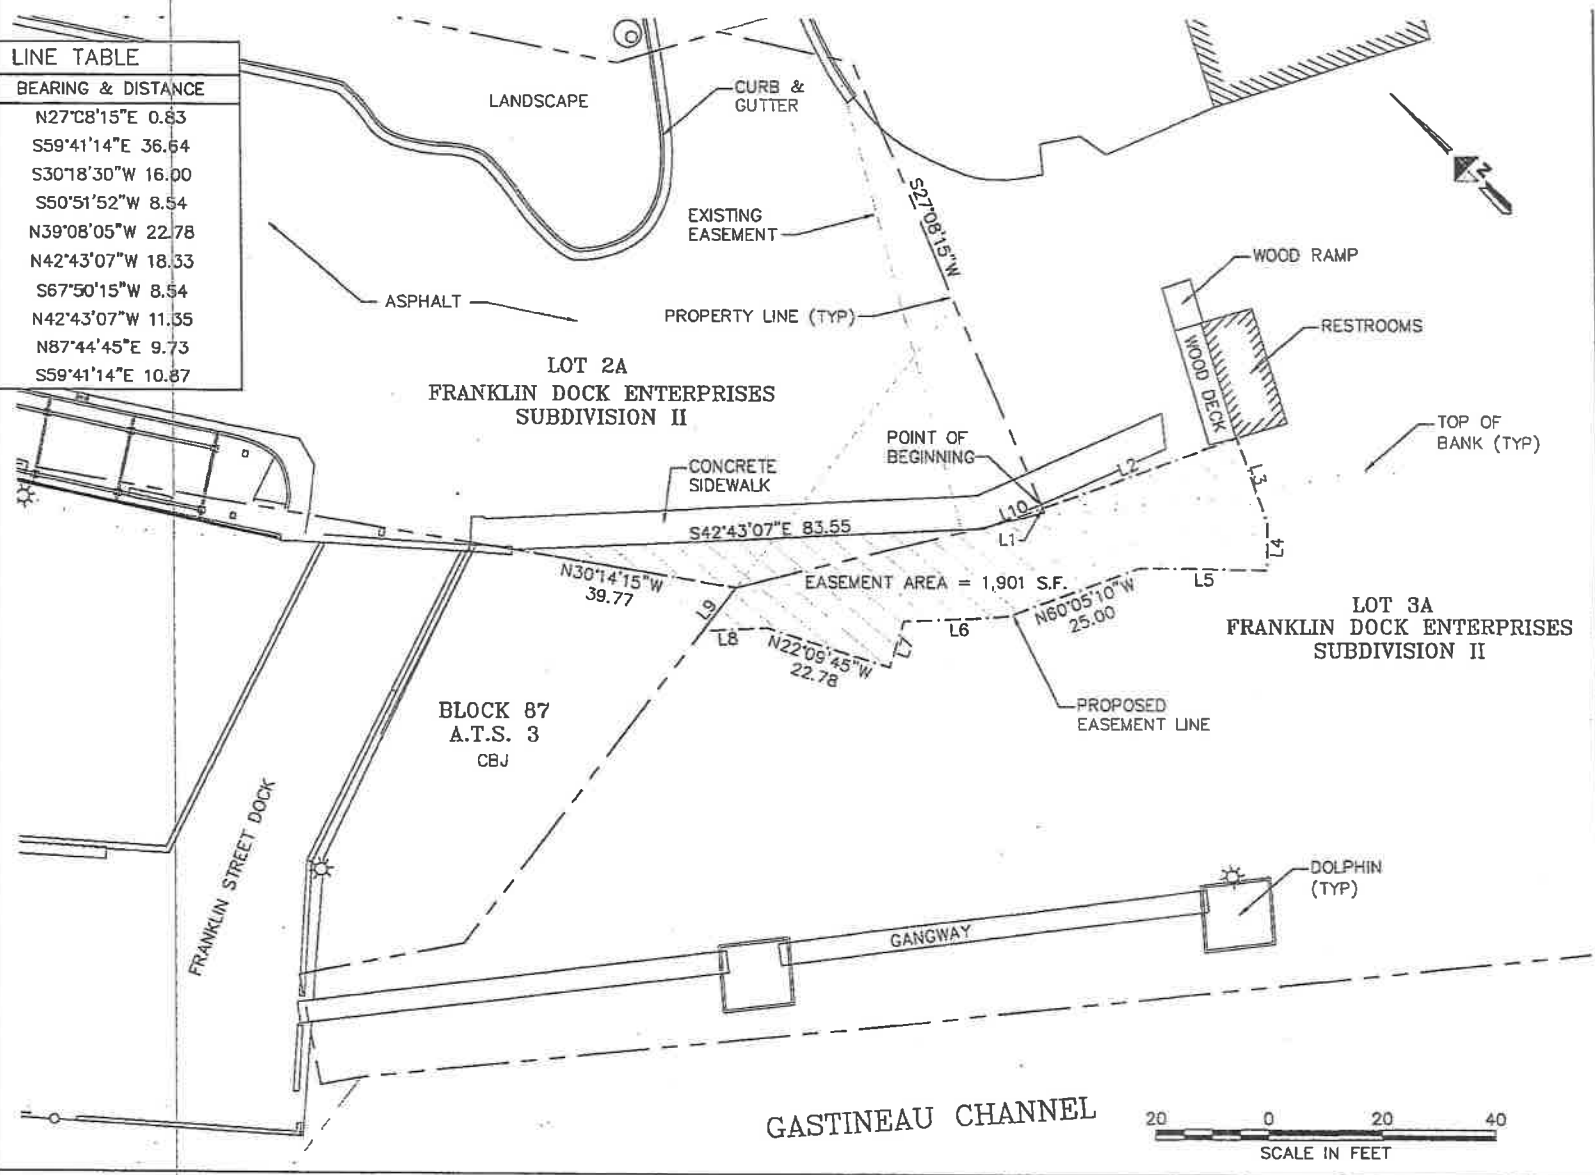 LINE TABLE
BEARING & DISTANCE
N27°C8'15"E 0.83
S59°41'14"E 36.64
S30°18'30"W 16.00
S50°51'52"W 8.54
N39°08'05"W 22.78
N42°43'07"W 18.33
S67°50'15"W 8.54
N42°43'07"W 11.35
N87°44'45"E 9.73
S59°41'14"E 10.87
LANDSCAPE
CURB &
GUTTER
N
EXISTING
EASEMENT
S27°08'15"W
ASPHALT
PROPERTY LINE (TYP)
WOOD RAMP
RESTROOMS
WOOD DECK
LOT 2A
FRANKLIN DOCK ENTERPRISES
SUBDIVISION II
POINT OF
BEGINNING
TOP OF
BANK (TYP)
CONCRETE
SIDEWALK
L2
L3
L10
S42°43'07"E 83.55
L1
L4
N30°14'15"W
39.77
EASEMENT AREA = 1,901 S.F.
L5
L9
N60°05'10"W
25.00
L8
L6
L7
N22°09'45"W
22.78
LOT 3A
FRANKLIN DOCK ENTERPRISES
SUBDIVISION II
PROPOSED
EASEMENT LINE
BLOCK 87
A.T.S. 3
CBJ
FRANKLIN STREET DOCK
DOLPHIN
(TYP)
GANGWAY
GASTINEAU CHANNEL
20 0 20 40
SCALE IN FEET